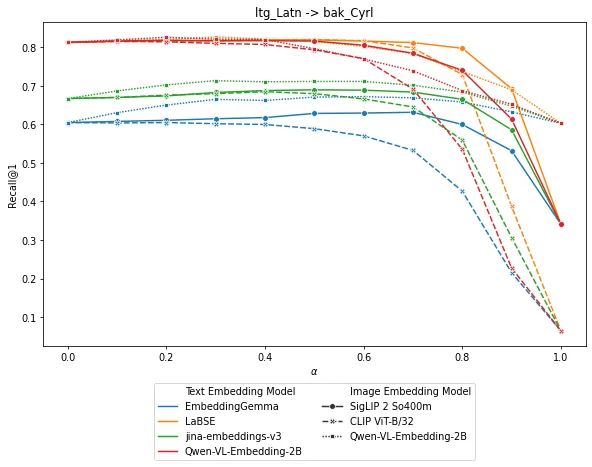 ltg_Latn -> bak_Cyrl
Recall@1
0.8
0.7
0.6
0.5
0.4
0.3
0.2
0.1
0.0 0.2 0.4 0.6 0.8 1.0
α
Text Embedding Model
EmbeddingGemma
LaBSE
jina-embeddings-v3
Qwen-VL-Embedding-2B
Image Embedding Model
SigLIP 2 So400m
CLIP ViT-B/32
Qwen-VL-Embedding-2B